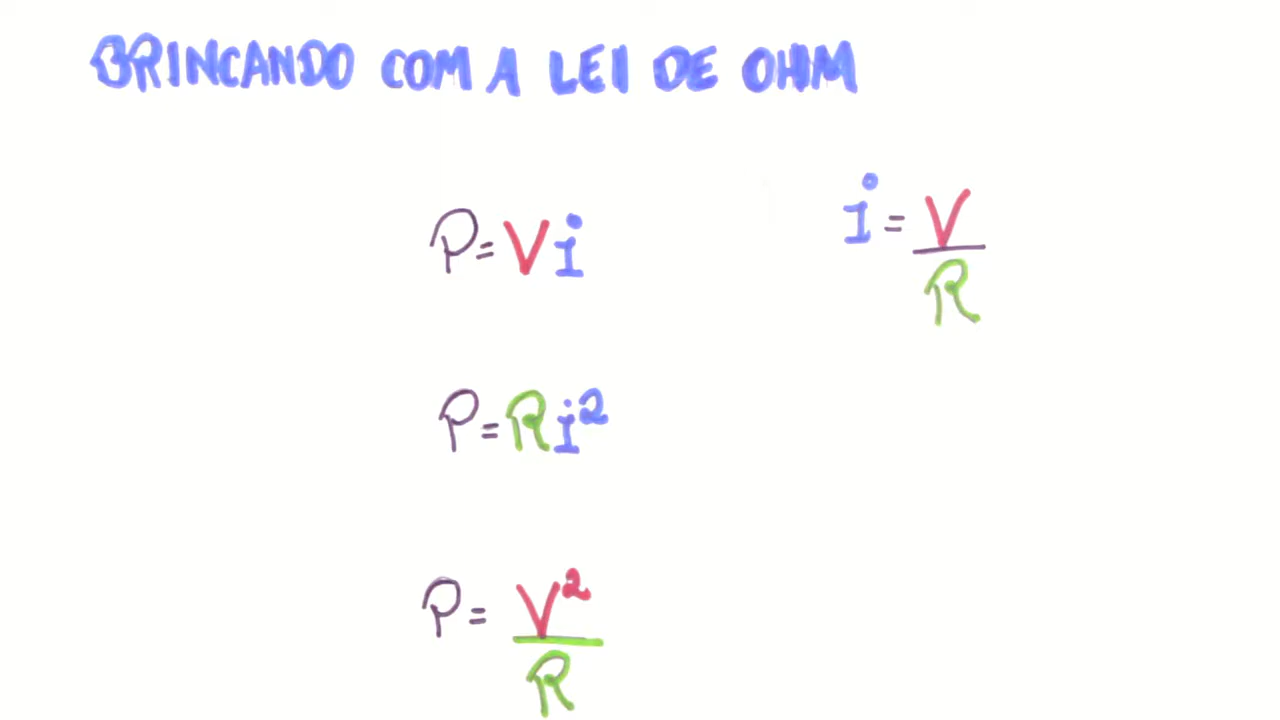 BRINCANDO COM A LEI DE OHM
P=Vi
i=V/R
P=Ri²
P=V²/R